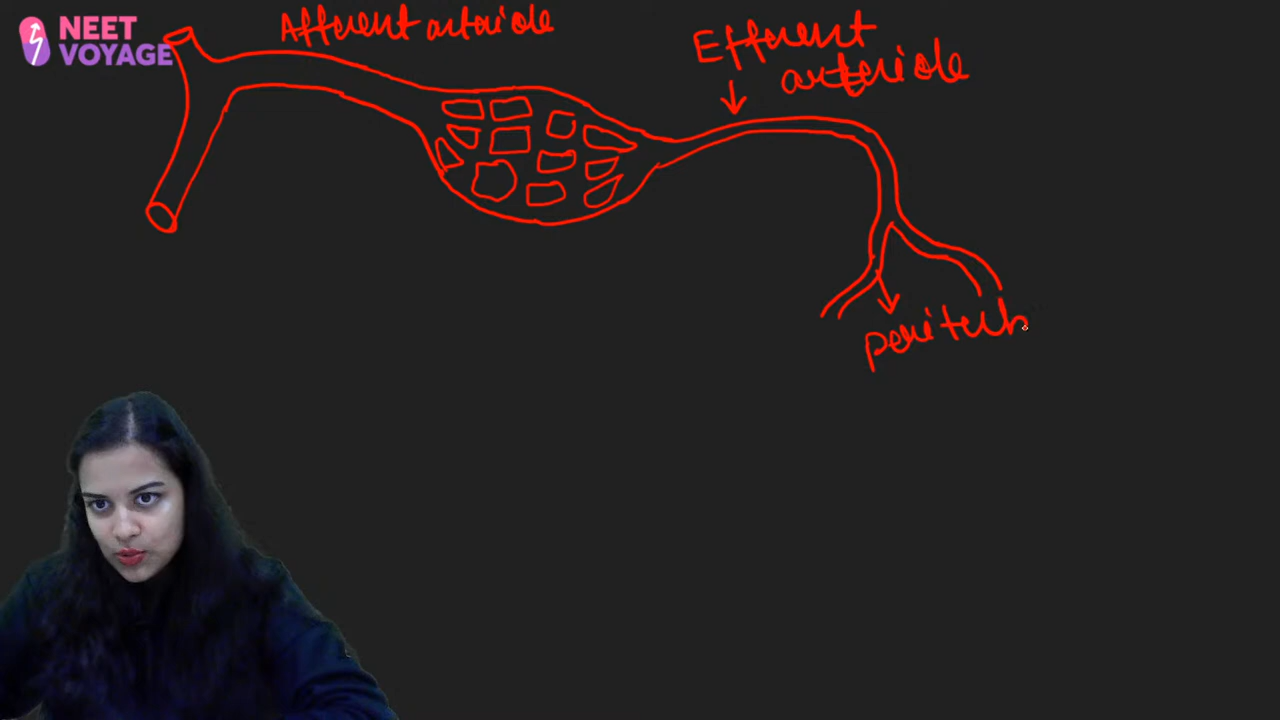 NEET
VOYAGE
Afferent arteriole
Efferent
arteriole
peritub